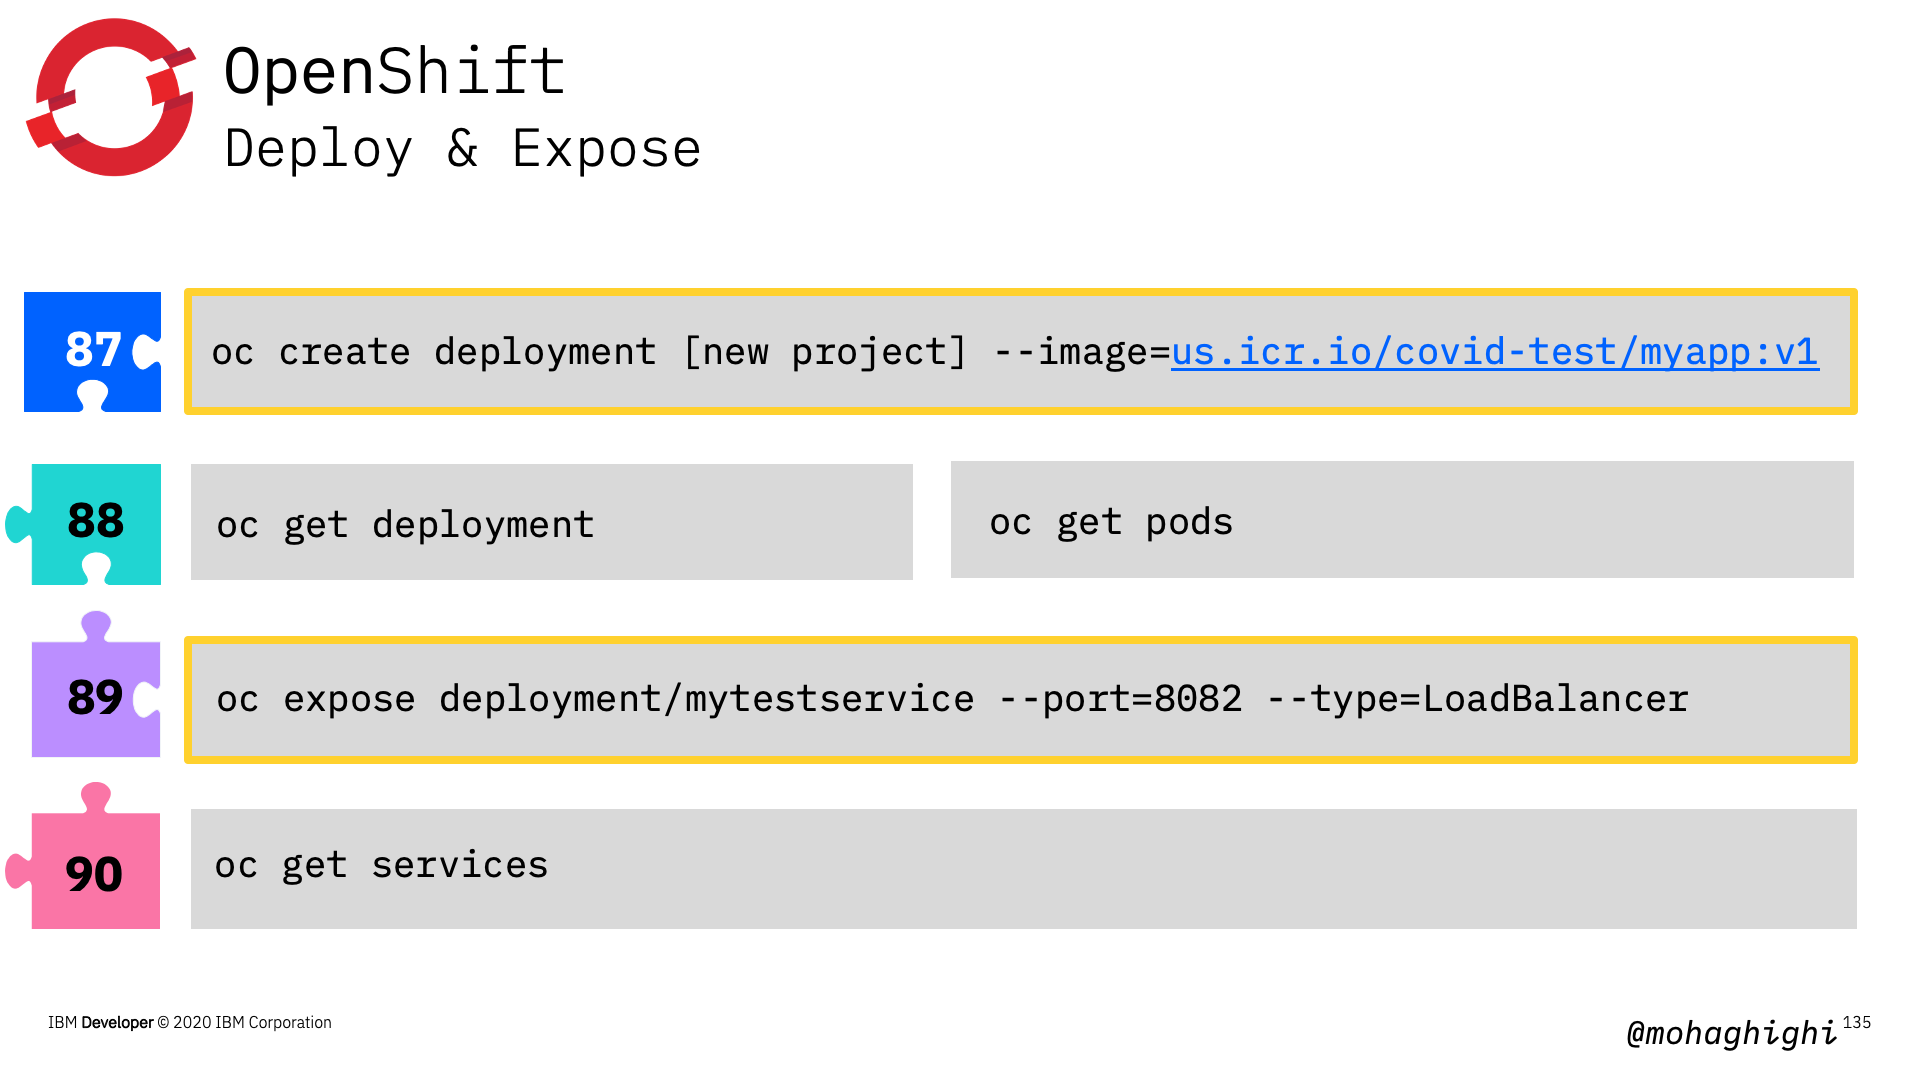 OpenShift
Deploy & Expose
87
oc create deployment [new project] --image=us.icr.io/covid-test/myapp:v1
88
oc get deployment
oc get pods
89
oc expose deployment/mytestservice --port=8082 --type=LoadBalancer
90
oc get services
IBM Developer © 2020 IBM Corporation
@mohaghighi
135